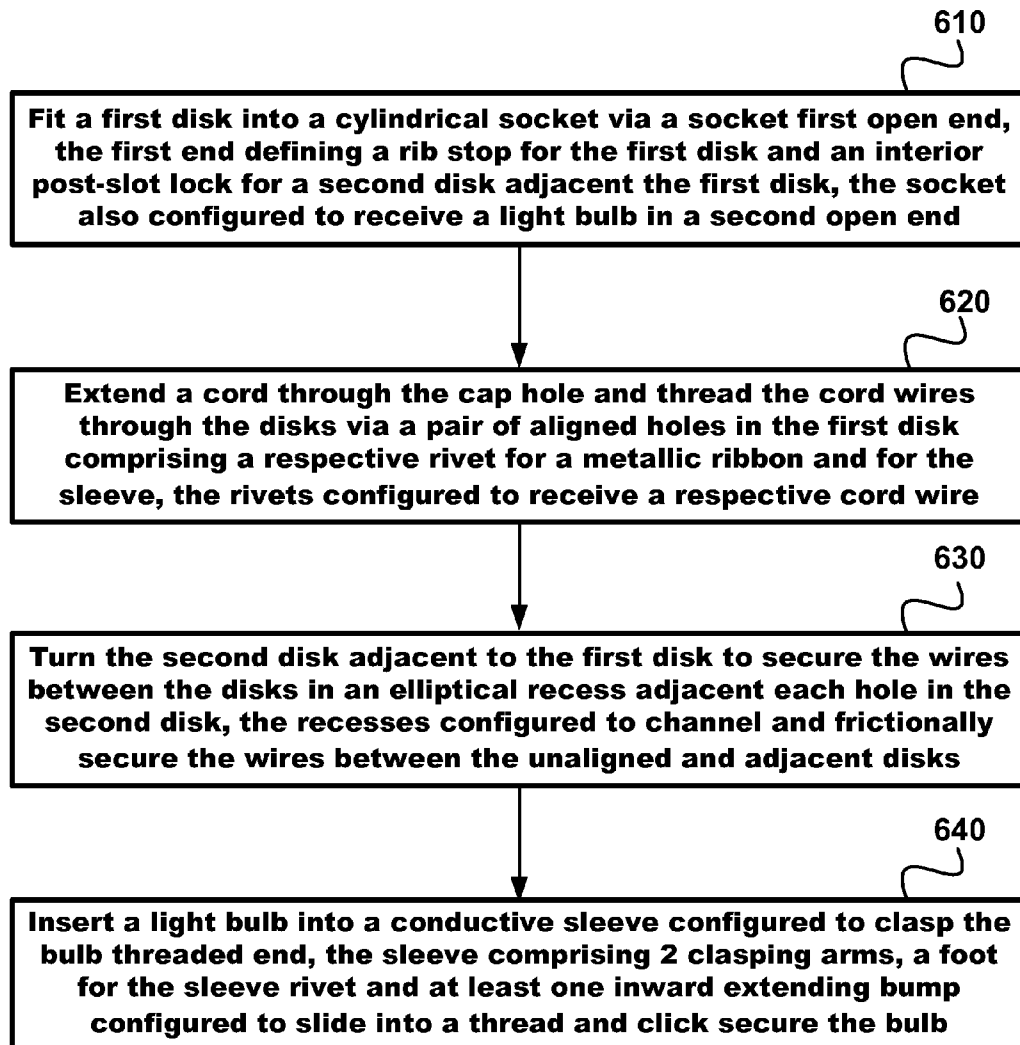 610
Fit a first disk into a cylindrical socket via a socket first open end,
the first end defining a rib stop for the first disk and an interior
post-slot lock for a second disk adjacent the first disk, the socket
also configured to receive a light bulb in a second open end
620
Extend a cord through the cap hole and thread the cord wires
through the disks via a pair of aligned holes in the first disk
comprising a respective rivet for a metallic ribbon and for the
sleeve, the rivets configured to receive a respective cord wire
630
Turn the second disk adjacent to the first disk to secure the wires
between the disks in an elliptical recess adjacent each hole in the
second disk, the recesses configured to channel and frictionally
secure the wires between the unaligned and adjacent disks
640
Insert a light bulb into a conductive sleeve configured to clasp the
bulb threaded end, the sleeve comprising 2 clasping arms, a foot
for the sleeve rivet and at least one inward extending bump
configured to slide into a thread and click secure the bulb